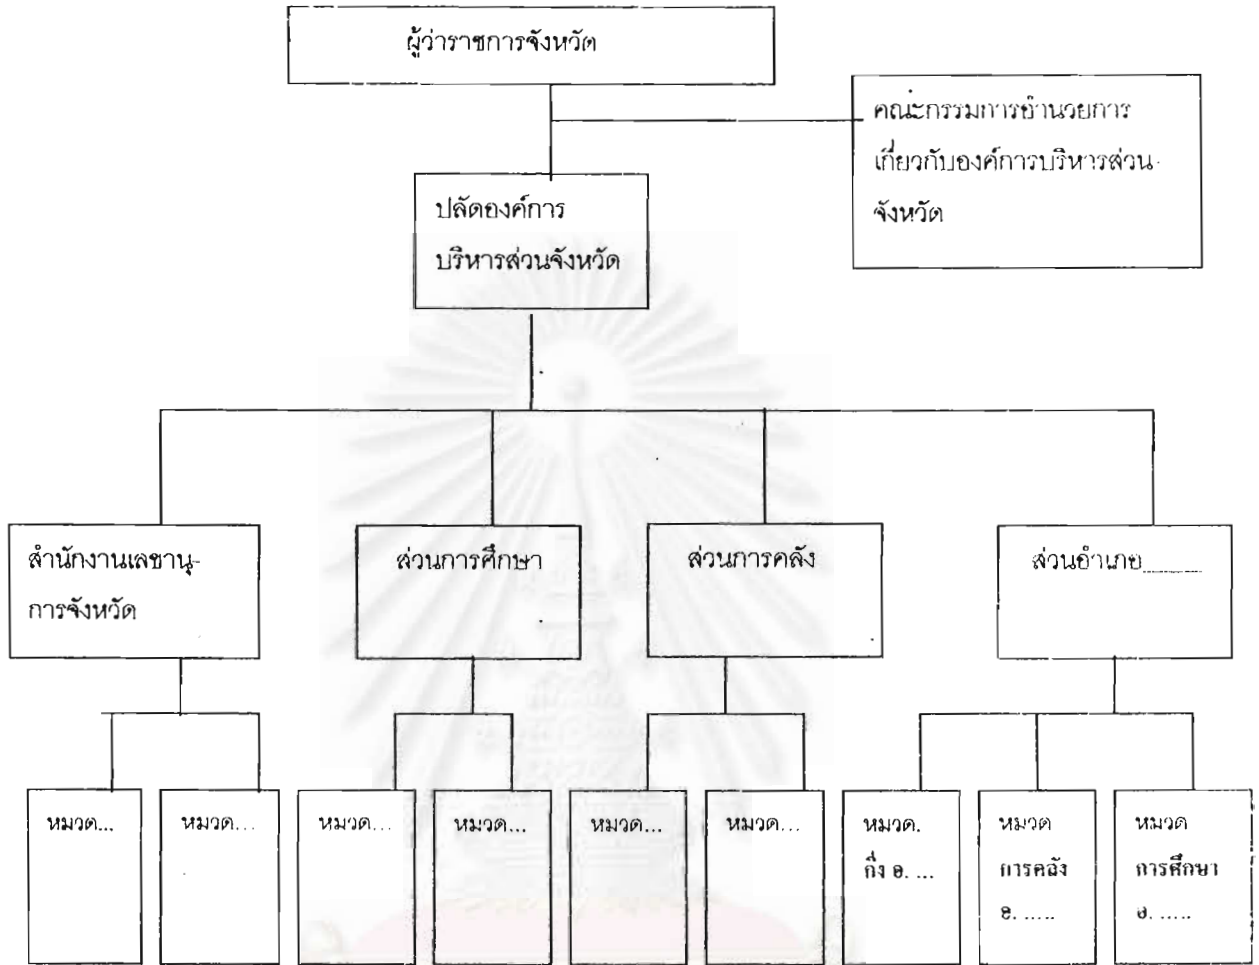 ผู้ว่าราชการจังหวัด
คณะกรรมการอำนวยการ
เกี่ยวกับองค์การบริหารส่วน-
จังหวัด
ปลัดองค์การ
บริหารส่วนจังหวัด
สำนักงานเลขานุ-
การจังหวัด
ส่วนการศึกษา
ส่วนการคลัง
ส่วนอำเภอ......
หมวด...
หมวด...
หมวด...
หมวด...
หมวด...
หมวด...
หมวด.
กิ่ง อ. ...
หมวด
การคลัง
อ. .....
หมวด
การศึกษา
อ. .....